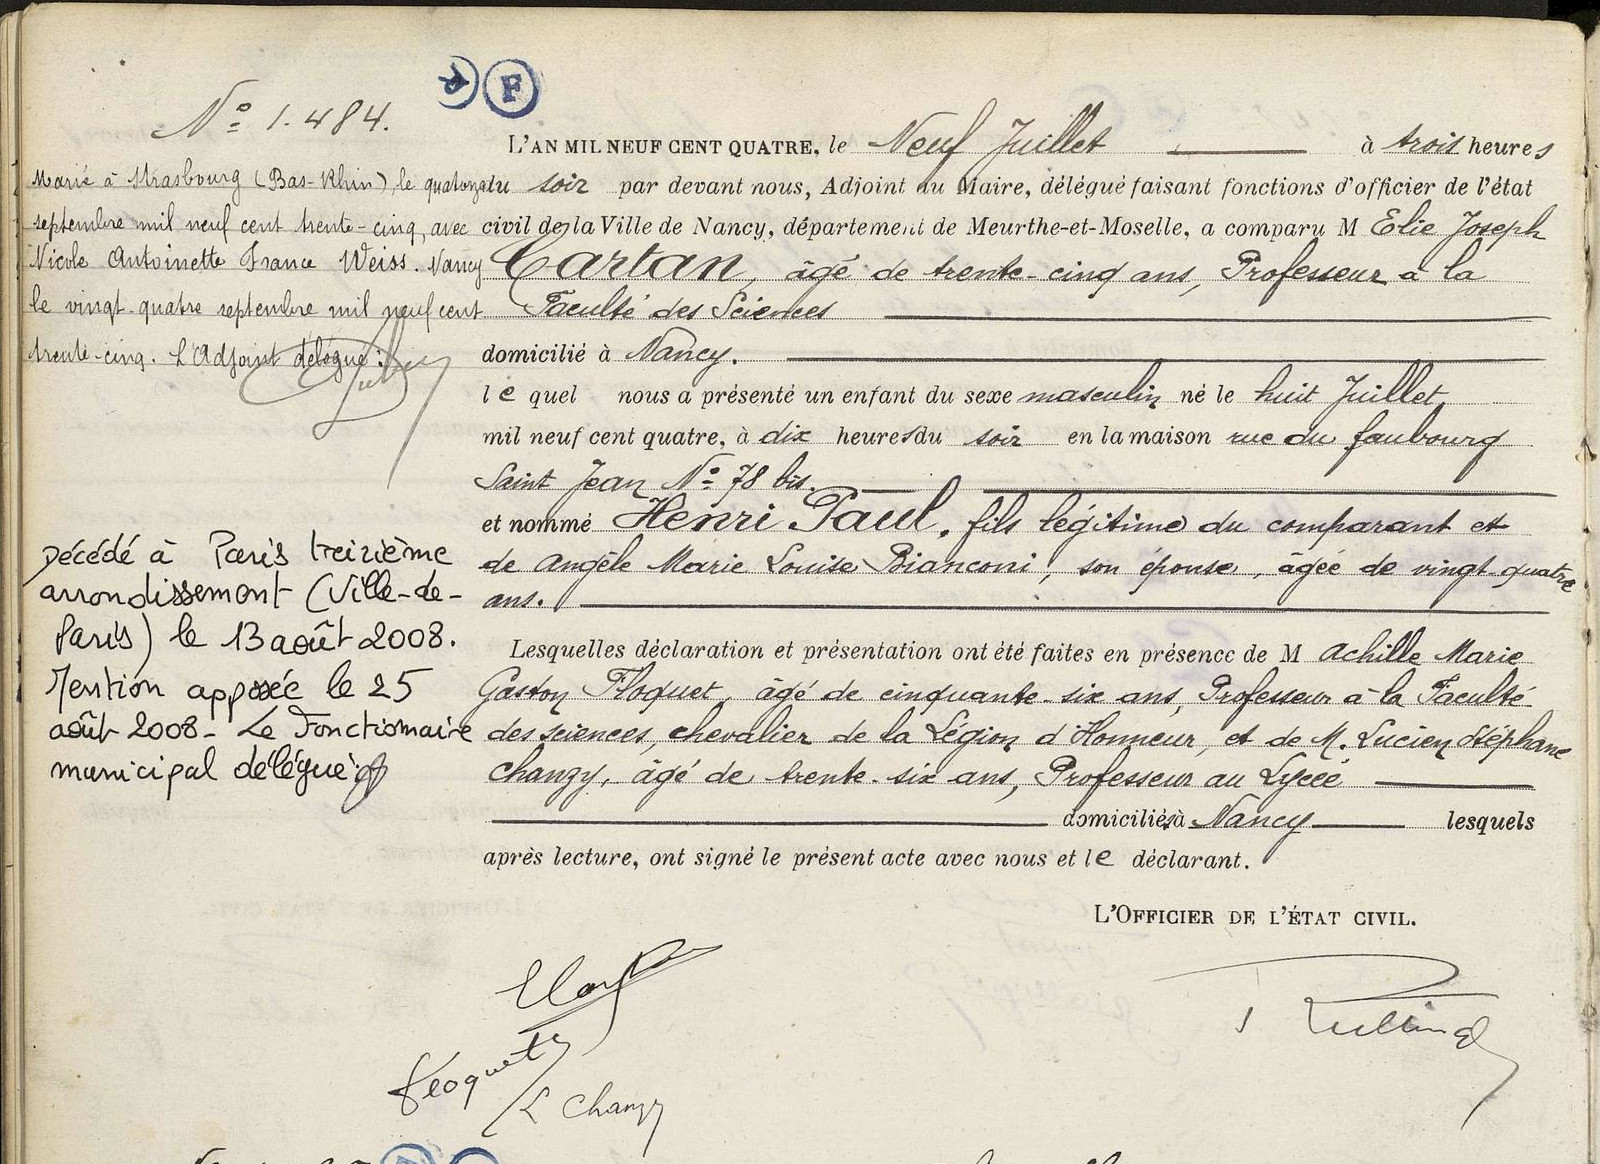 N° 1.484.
F
L'AN MIL NEUF CENT QUATRE, le Neuf Juillet à trois heures
du soir par devant nous, Adjoint au Maire, délégué faisant fonctions d'officier de l'état
civil de la Ville de Nancy, département de Meurthe-et-Moselle, a comparu M Elie Joseph
Cartan, âgé de trente-cinq ans, Professeur à la
Faculté des Sciences
domicilié à Nancy.
le quel nous a présenté un enfant du sexe masculin né le huit Juillet
mil neuf cent quatre, à dix heures du soir en la maison rue du faubourg
Saint Jean N° 78 bis.
et nommé Henri Paul, fils légitime du comparant et
de Angèle Marie Louise Bianconi, son épouse, âgée de vingt-quatre
ans.
Lesquelles déclaration et présentation ont été faites en présence de M Achille Marie
Gaston Floquet, âgé de cinquante-six ans, Professeur à la Faculté
des sciences, chevalier de la Légion d'Honneur, et de M. Lucien Stéphane
Chanzy, âgé de trente-six ans, Professeur au Lycée
domiciliés à Nancy lesquels
après lecture, ont signé le présent acte avec nous et le déclarant.
L'OFFICIER DE L'ÉTAT CIVIL.
Floquet
L Chanzy
Marié à Strasbourg (Bas-Rhin), le quatorze
septembre mil neuf cent trente-cinq, avec
Nicole Antoinette France Weiss. Nancy
le vingt-quatre septembre mil neuf cent
trente-cinq. L'Adjoint délégué:
Décédé à Paris treizième
arrondissement (Ville-de-
Paris) le 13 août 2008.
Mention apposée le 25
août 2008 - Le Fonctionnaire
municipal délégué